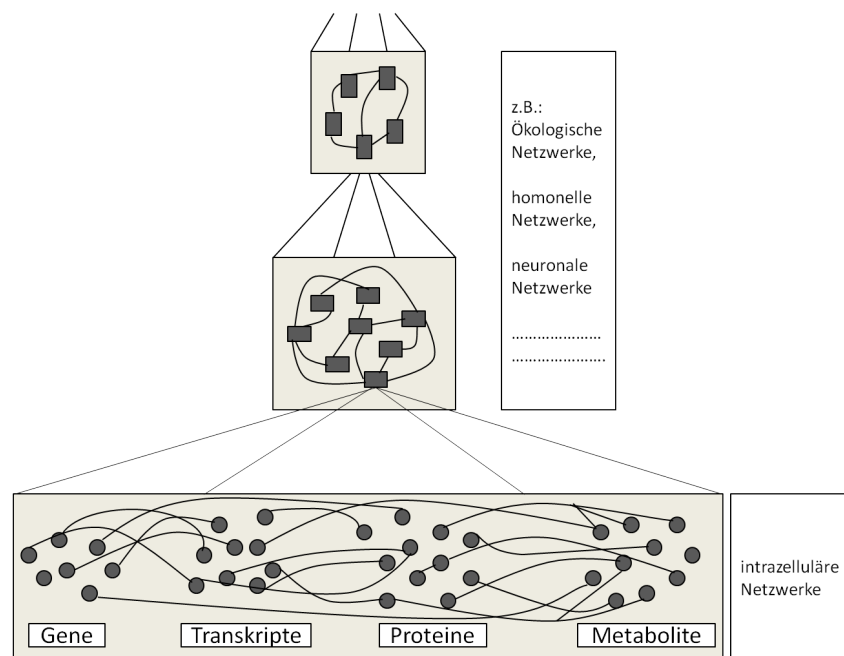 z.B.:
Ökologische
Netzwerke,
homonelle
Netzwerke,
neuronale
Netzwerke
.....................
......................
intrazelluläre
Netzwerke
Gene
Transkripte
Proteine
Metabolite